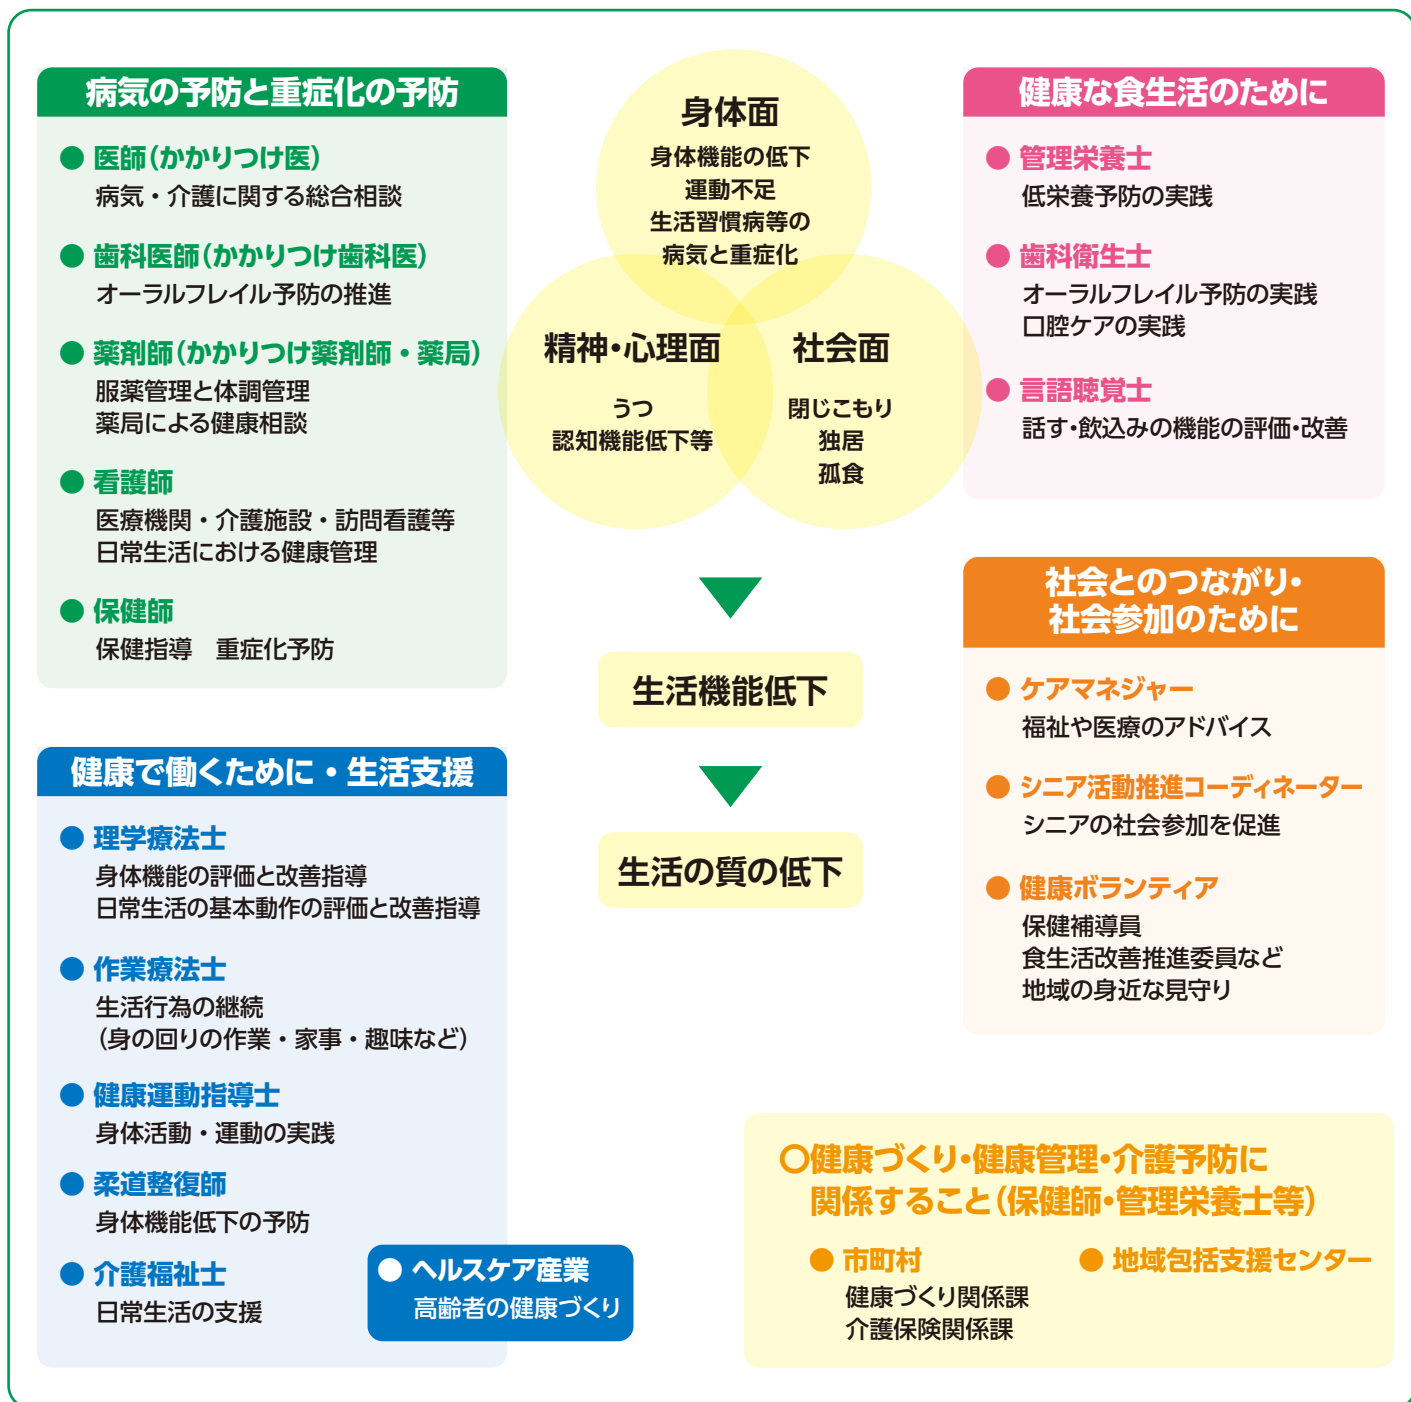 病気の予防と重症化の予防
● 医師(かかりつけ医)
病気・介護に関する総合相談
● 歯科医師(かかりつけ歯科医)
オーラルフレイル予防の推進
● 薬剤師(かかりつけ薬剤師・薬局)
服薬管理と体調管理
薬局による健康相談
● 看護師
医療機関・介護施設・訪問看護等
日常生活における健康管理
● 保健師
保健指導　重症化予防
身体面
身体機能の低下
運動不足
生活習慣病等の
病気と重症化
精神・心理面
うつ
認知機能低下等
社会面
閉じこもり
独居
孤食
生活機能低下
生活の質の低下
健康な食生活のために
● 管理栄養士
低栄養予防の実践
● 歯科衛生士
オーラルフレイル予防の実践
口腔ケアの実践
● 言語聴覚士
話す・飲込みの機能の評価・改善
社会とのつながり・
社会参加のために
● ケアマネジャー
福祉や医療のアドバイス
● シニア活動推進コーディネーター
シニアの社会参加を促進
● 健康ボランティア
保健補導員
食生活改善推進委員など
地域の身近な見守り
健康で働くために・生活支援
● 理学療法士
身体機能の評価と改善指導
日常生活の基本動作の評価と改善指導
● 作業療法士
生活行為の継続
(身の回りの作業・家事・趣味など)
● 健康運動指導士
身体活動・運動の実践
● 柔道整復師
身体機能低下の予防
● 介護福祉士
日常生活の支援
● ヘルスケア産業
高齢者の健康づくり
○健康づくり・健康管理・介護予防に
関係すること(保健師・管理栄養士等)
● 市町村
健康づくり関係課
介護保険関係課
● 地域包括支援センター